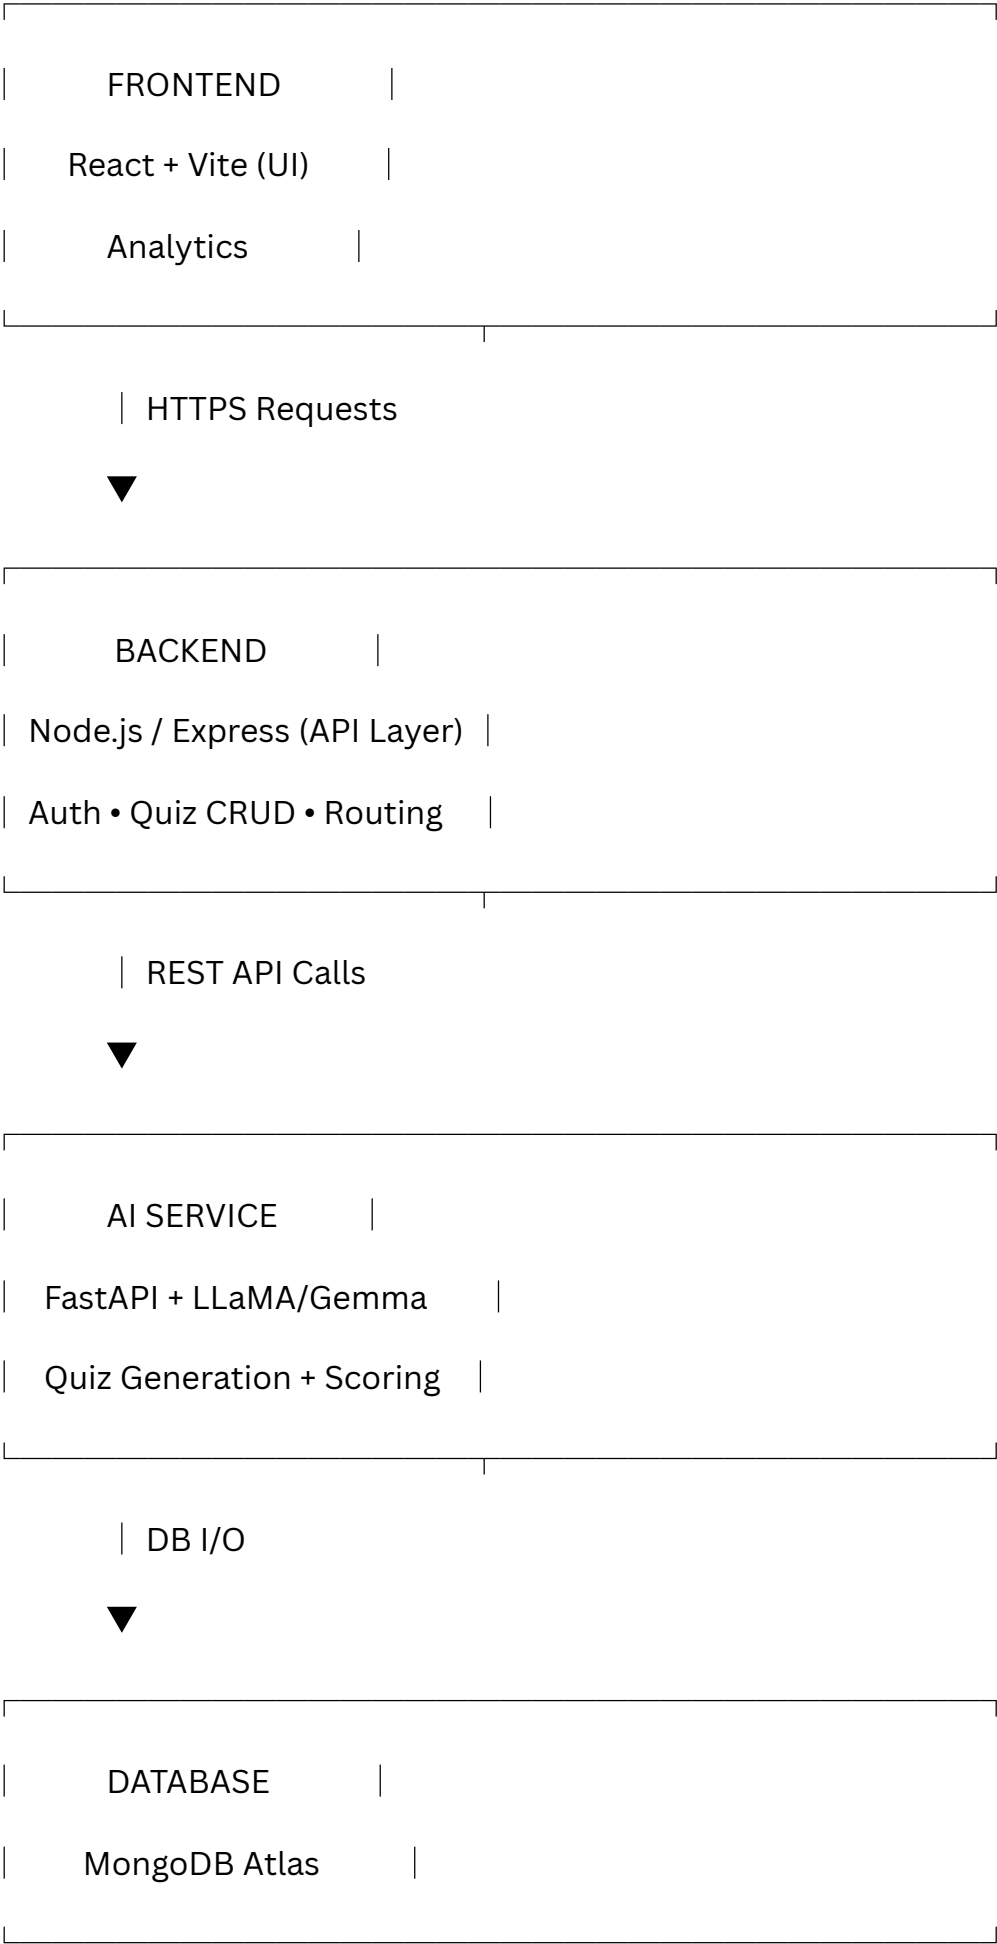 FRONTEND
React + Vite (UI)
Analytics
HTTPS Requests
▼
BACKEND
Node.js / Express (API Layer)
Auth • Quiz CRUD • Routing
REST API Calls
▼
AI SERVICE
FastAPI + LLaMA/Gemma
Quiz Generation + Scoring
DB I/O
▼
DATABASE
MongoDB Atlas